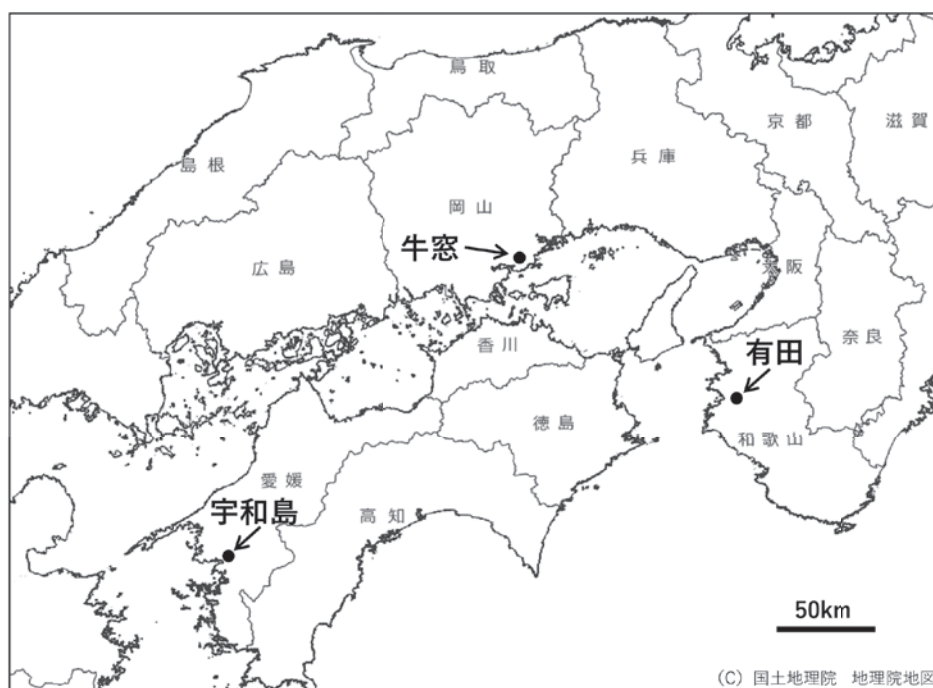 鳥取
京都
滋賀
島根
兵庫
岡山
牛窓
広島
大阪
香川
奈良
有田
徳島
和歌山
愛媛
宇和島
高知
50km
(C) 国土地理院 地理院地図